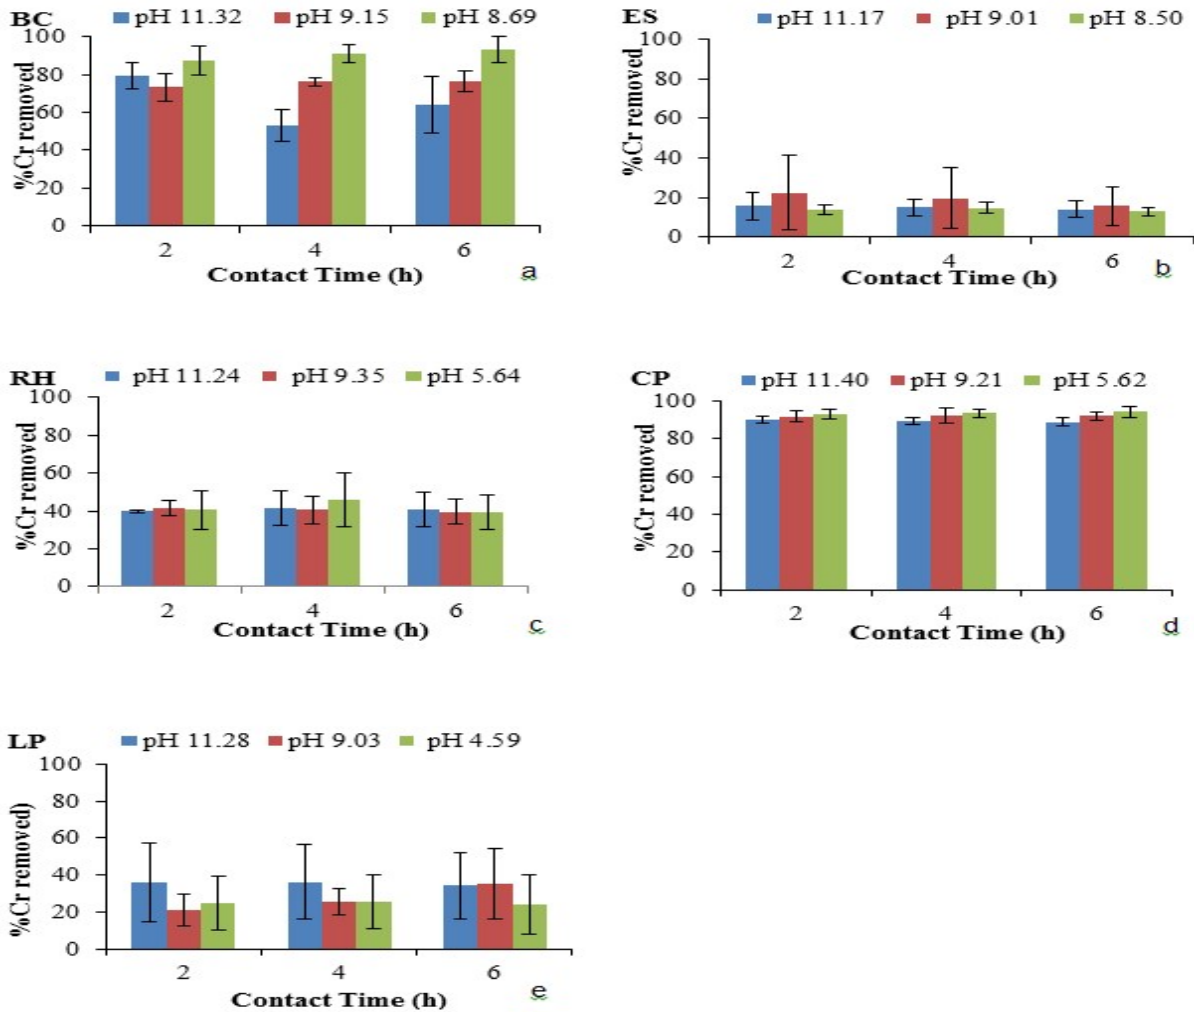 BC pH 11.32 pH 9.15 pH 8.69
%Cr removed
100
80
60
40
20
0
2 4 6
Contact Time (h) a
ES pH 11.17 pH 9.01 pH 8.50
%Cr removed
100
80
60
40
20
0
2 4 6
Contact Time (h) b
RH pH 11.24 pH 9.35 pH 5.64
%Cr removed
100
80
60
40
20
0
2 4 6
Contact Time (h) c
CP pH 11.40 pH 9.21 pH 5.62
%Cr removed
100
80
60
40
20
0
2 4 6
Contact Time (h) d
LP pH 11.28 pH 9.03 pH 4.59
%Cr removed)
100
80
60
40
20
0
2 4 6
Contact Time (h) e